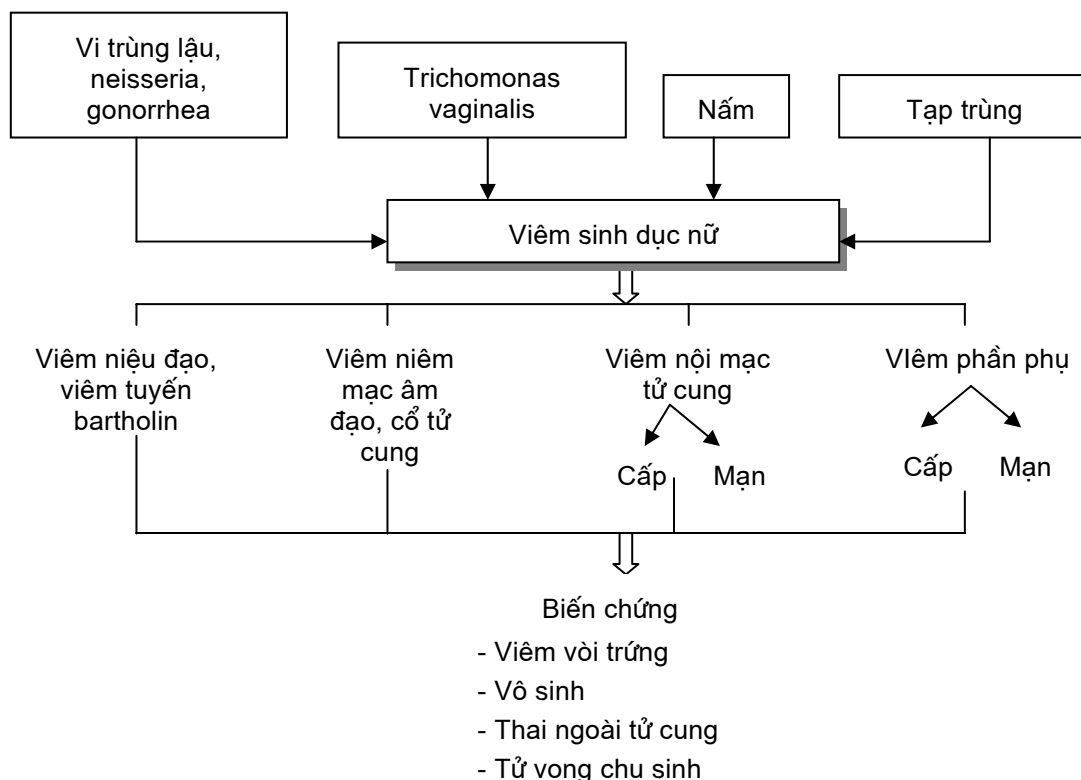 Vi trùng lậu,
neisseria,
gonorrhea
Trichomonas
vaginalis
Nấm
Tạp trùng
Viêm sinh dục nữ
Viêm niệu đạo,
viêm tuyến
bartholin
Viêm niêm
mạc âm
đạo, cổ tử
cung
Viêm nội mạc
tử cung
VIêm phần phụ
Cấp
Mạn
Cấp
Mạn
Biến chứng
- Viêm vòi trứng
- Vô sinh
- Thai ngoài tử cung
- Tử vong chu sinh